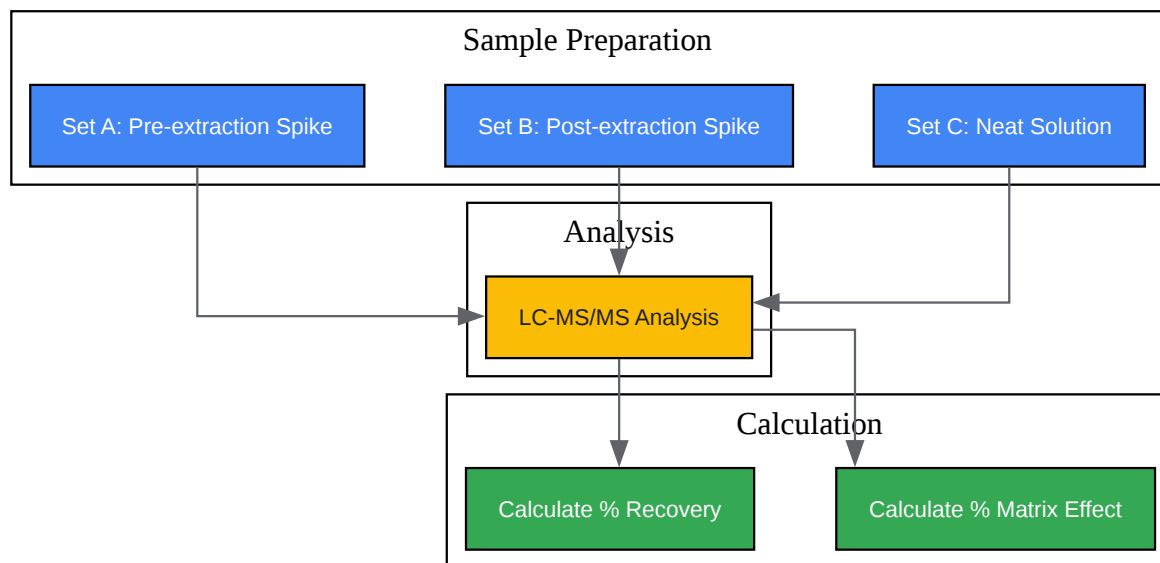 Sample Preparation
Set A: Pre-extraction Spike
Set B: Post-extraction Spike
Set C: Neat Solution
Analysis
LC-MS/MS Analysis
Calculation
Calculate % Recovery
Calculate % Matrix Effect